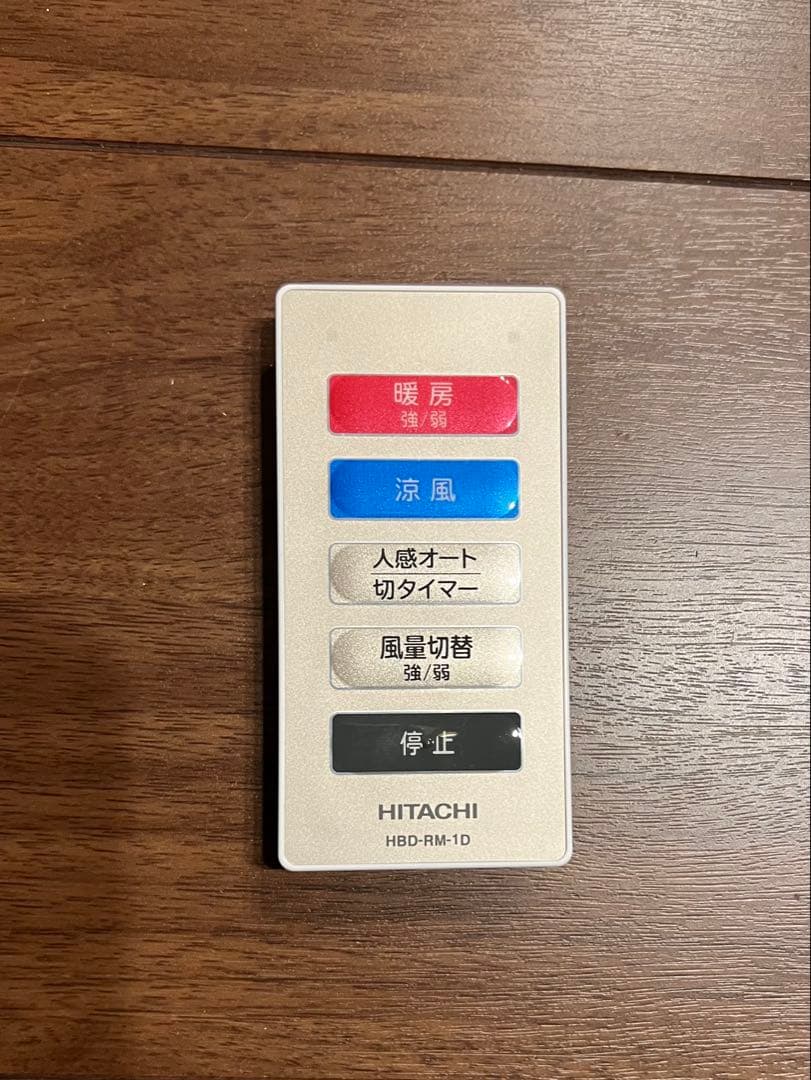 暖房
強/弱
涼風
人感オート
切タイマー
風量切替
強/弱
停止
HITACHI
HBD-RM-1D